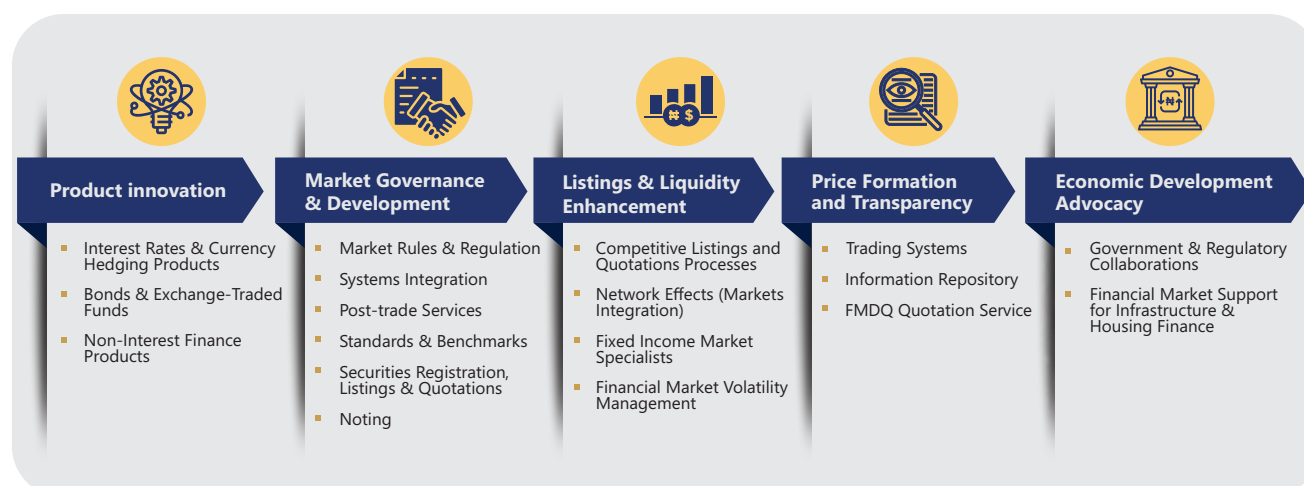 Product innovation
Interest Rates & Currency
Hedging Products
Bonds & Exchange-Traded
Funds
Non-Interest Finance
Products
Market Governance
& Development
Market Rules & Regulation
Systems Integration
Post-trade Services
Standards & Benchmarks
Securities Registration,
Listings & Quotations
Noting
₦ $
Listings & Liquidity
Enhancement
Competitive Listings and
Quotations Processes
Network Effects (Markets
Integration)
Fixed Income Market
Specialists
Financial Market Volatility
Management
Price Formation
and Transparency
Trading Systems
Information Repository
FMDQ Quotation Service
₦
Economic Development
Advocacy
Government & Regulatory
Collaborations
Financial Market Support
for Infrastructure &
Housing Finance